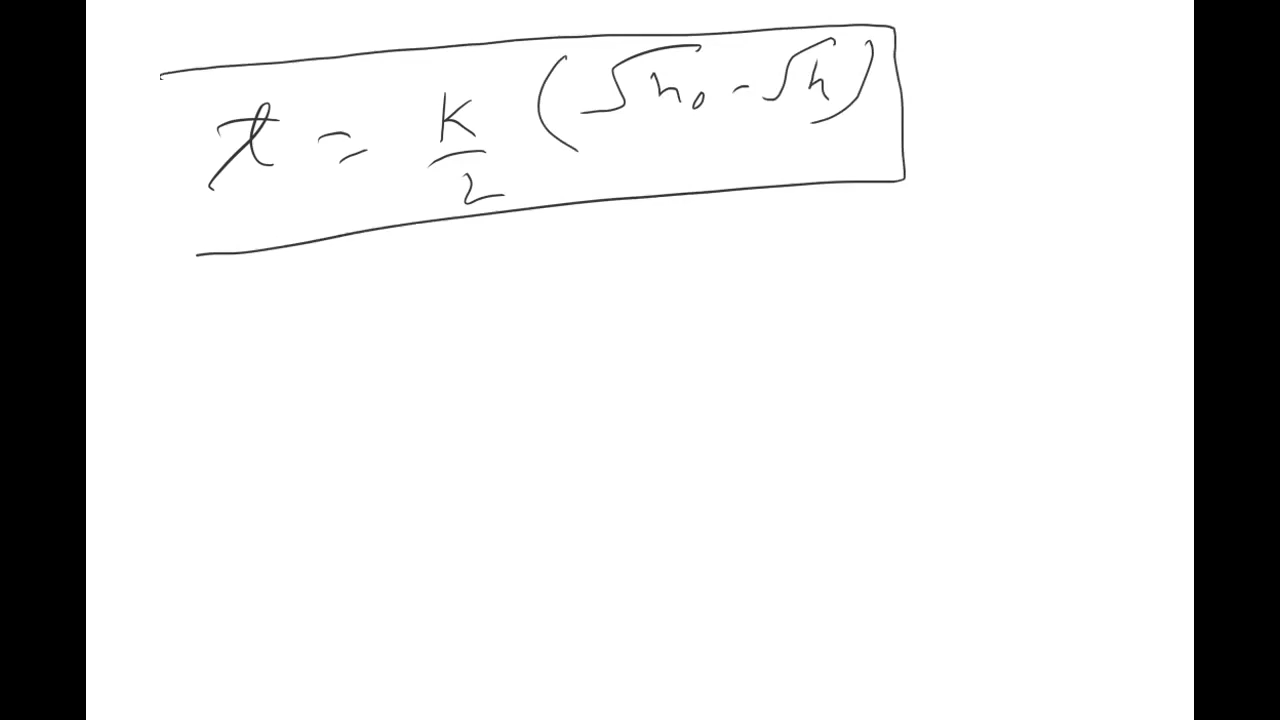 t = K/2 (√h₀ - √h)